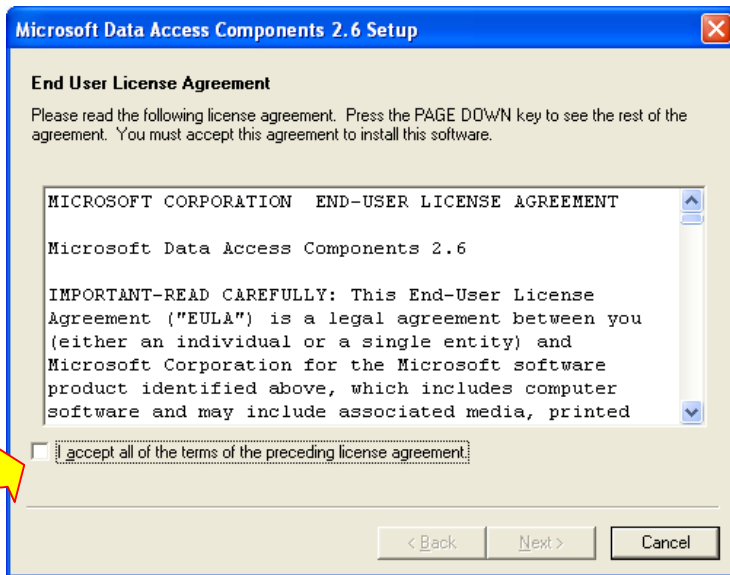 Microsoft Data Access Components 2.6 Setup
End User License Agreement
Please read the following license agreement. Press the PAGE DOWN key to see the rest of the
agreement. You must accept this agreement to install this software.
MICROSOFT CORPORATION END-USER LICENSE AGREEMENT
Microsoft Data Access Components 2.6
IMPORTANT-READ CAREFULLY: This End-User License
Agreement ("EULA") is a legal agreement between you
(either an individual or a single entity) and
Microsoft Corporation for the Microsoft software
product identified above, which includes computer
software and may include associated media, printed
I accept all of the terms of the preceding license agreement.
< Back Next > Cancel